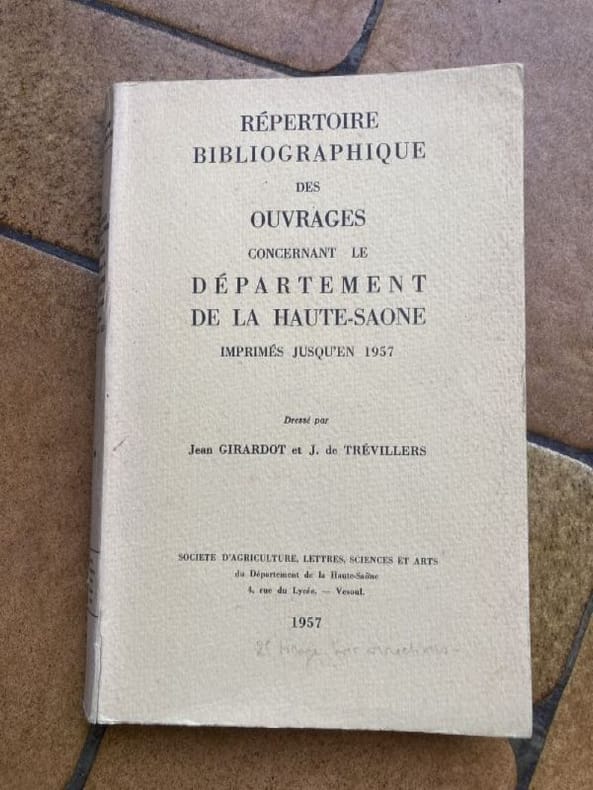 RÉPERTOIRE
BIBLIOGRAPHIQUE
DES
OUVRAGES
CONCERNANT LE
DÉPARTEMENT
DE LA HAUTE-SAONE
IMPRIMÉS JUSQU'EN 1957
Dressé par
Jean GIRARDOT et J. de TRÉVILLERS
SOCIETE D'AGRICULTURE, LETTRES, SCIENCES ET ARTS
du Département de la Haute-Saône
4, rue du Lycée. — Vesoul.
1957
2e tirage